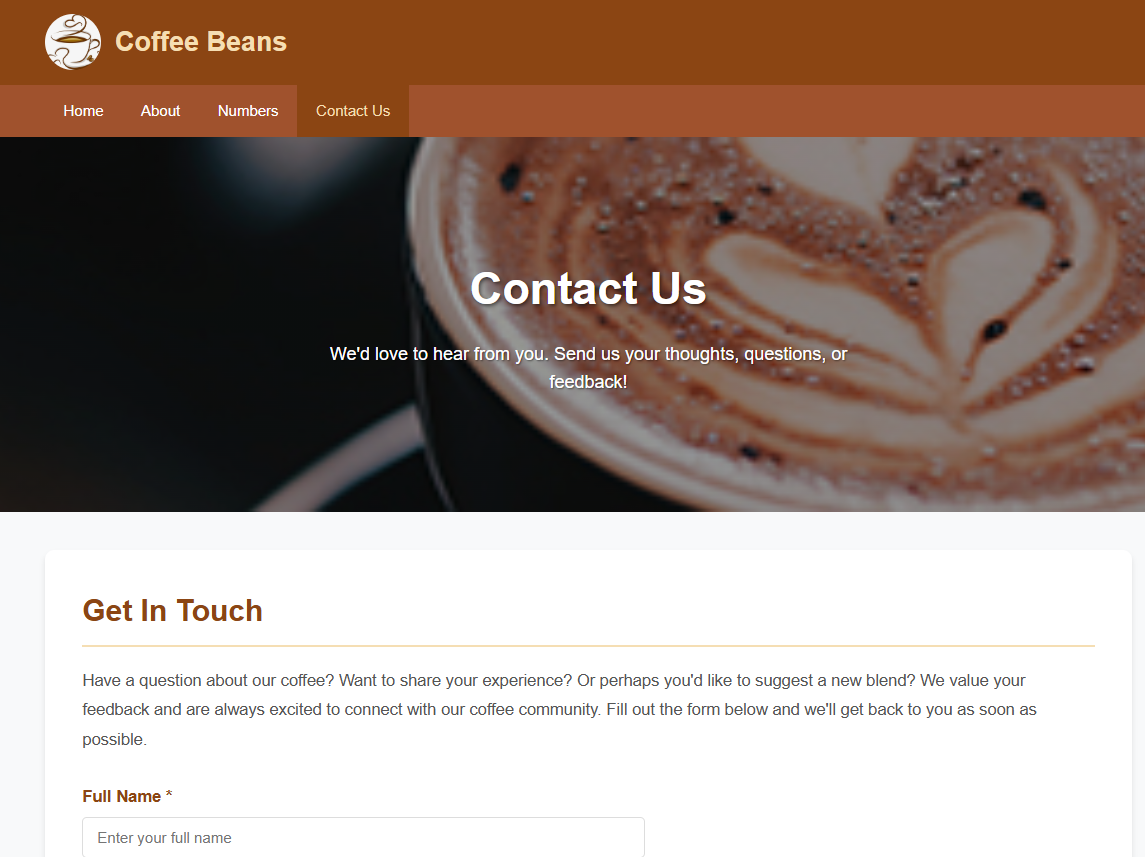 Coffee Beans
Home About Numbers Contact Us
Contact Us
We'd love to hear from you. Send us your thoughts, questions, or
feedback!
Get In Touch
Have a question about our coffee? Want to share your experience? Or perhaps you'd like to suggest a new blend? We value your
feedback and are always excited to connect with our coffee community. Fill out the form below and we'll get back to you as soon as
possible.
Full Name *
Enter your full name